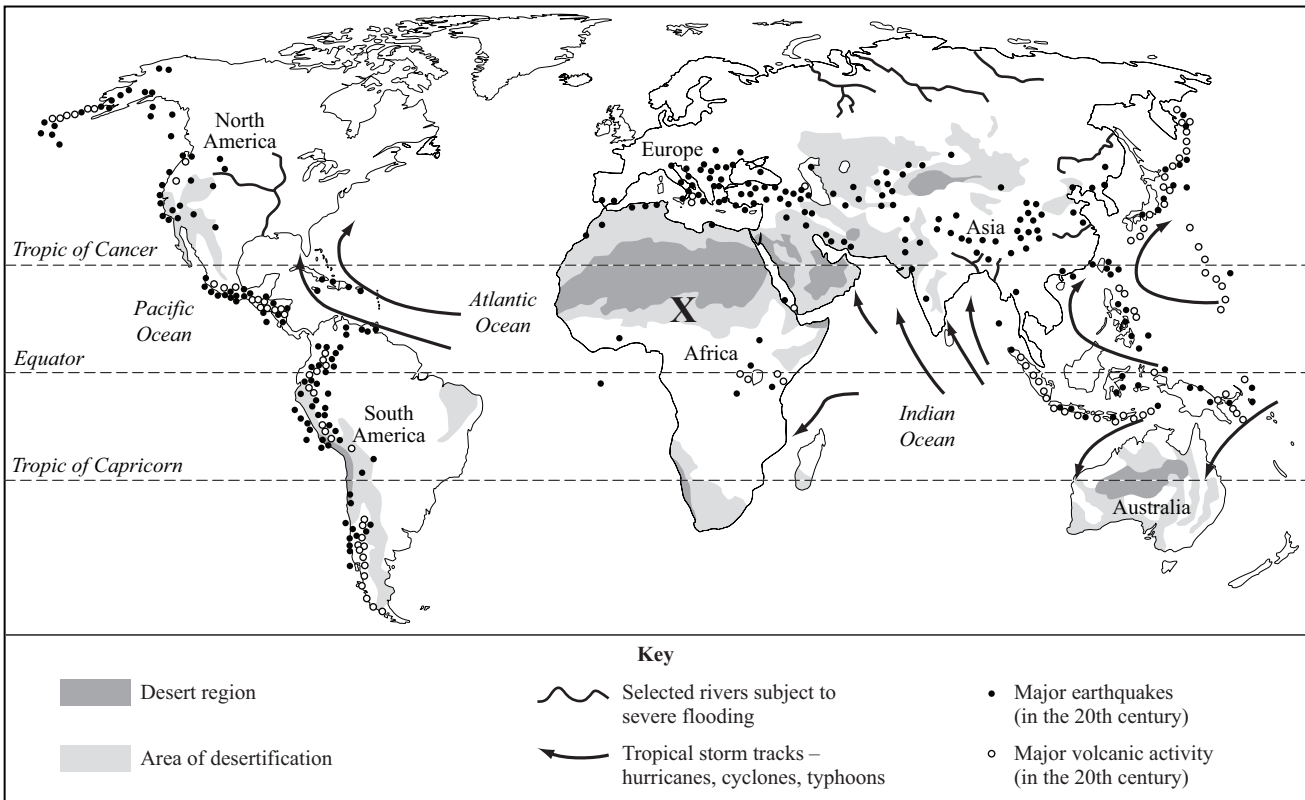 North
America
Europe
Asia
Tropic of Cancer
Pacific
Ocean
Atlantic
Ocean
X
Africa
Equator
South
America
Indian
Ocean
Tropic of Capricorn
Australia
Key
Desert region
Area of desertification
Selected rivers subject to
severe flooding
Tropical storm tracks –
hurricanes, cyclones, typhoons
Major earthquakes
(in the 20th century)
Major volcanic activity
(in the 20th century)